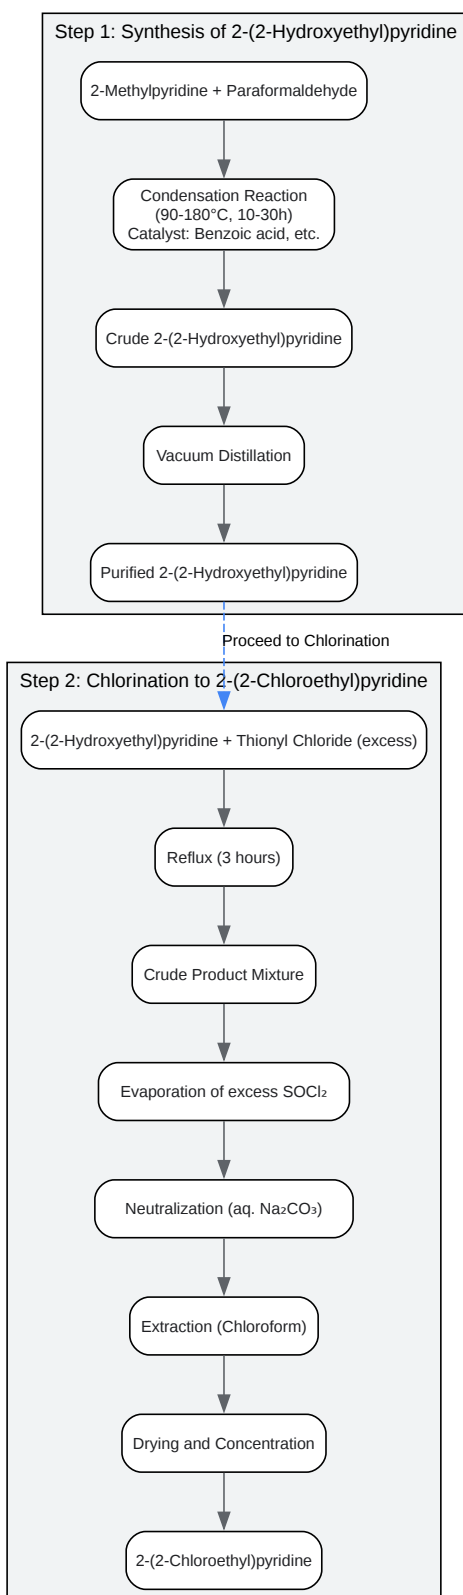 Step 1: Synthesis of 2-(2-Hydroxyethyl)pyridine
2-Methylpyridine + Paraformaldehyde
Condensation Reaction
(90-180°C, 10-30h)
Catalyst: Benzoic acid, etc.
Crude 2-(2-Hydroxyethyl)pyridine
Vacuum Distillation
Purified 2-(2-Hydroxyethyl)pyridine
Proceed to Chlorination
Step 2: Chlorination to 2-(2-Chloroethyl)pyridine
2-(2-Hydroxyethyl)pyridine + Thionyl Chloride (excess)
Reflux (3 hours)
Crude Product Mixture
Evaporation of excess SOCl₂
Neutralization (aq. Na₂CO₃)
Extraction (Chloroform)
Drying and Concentration
2-(2-Chloroethyl)pyridine